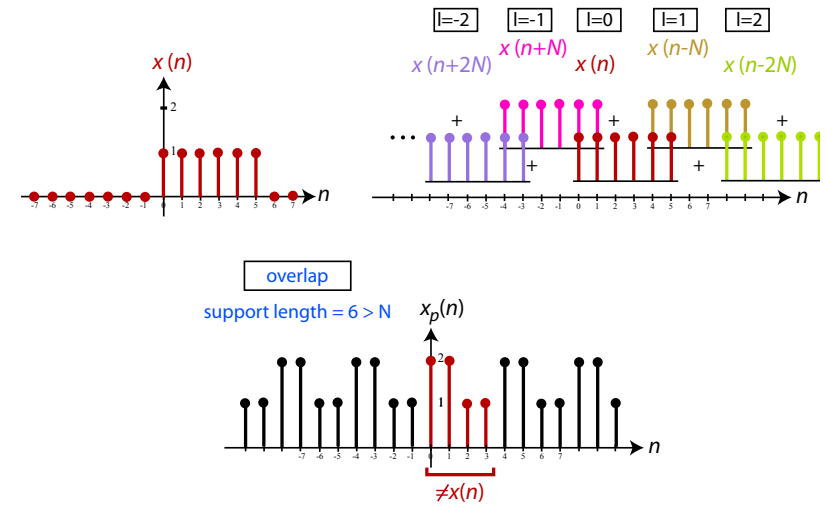 l=-2 l=-1 l=0 l=1 l=2
x (n+2N) x (n+N) x (n) x (n-N) x (n-2N)
+ + + + +
...
-7 -6 -5 -4 -3 -2 -1 0 1 2 3 4 5 6 7 n
x (n)
2
1
-7 -6 -5 -4 -3 -2 -1 0 1 2 3 4 5 6 7 n
overlap
support length = 6 > N
xp(n)
2
1
-7 -6 -5 -4 -3 -2 -1 0 1 2 3 4 5 6 7 n
≠x(n)